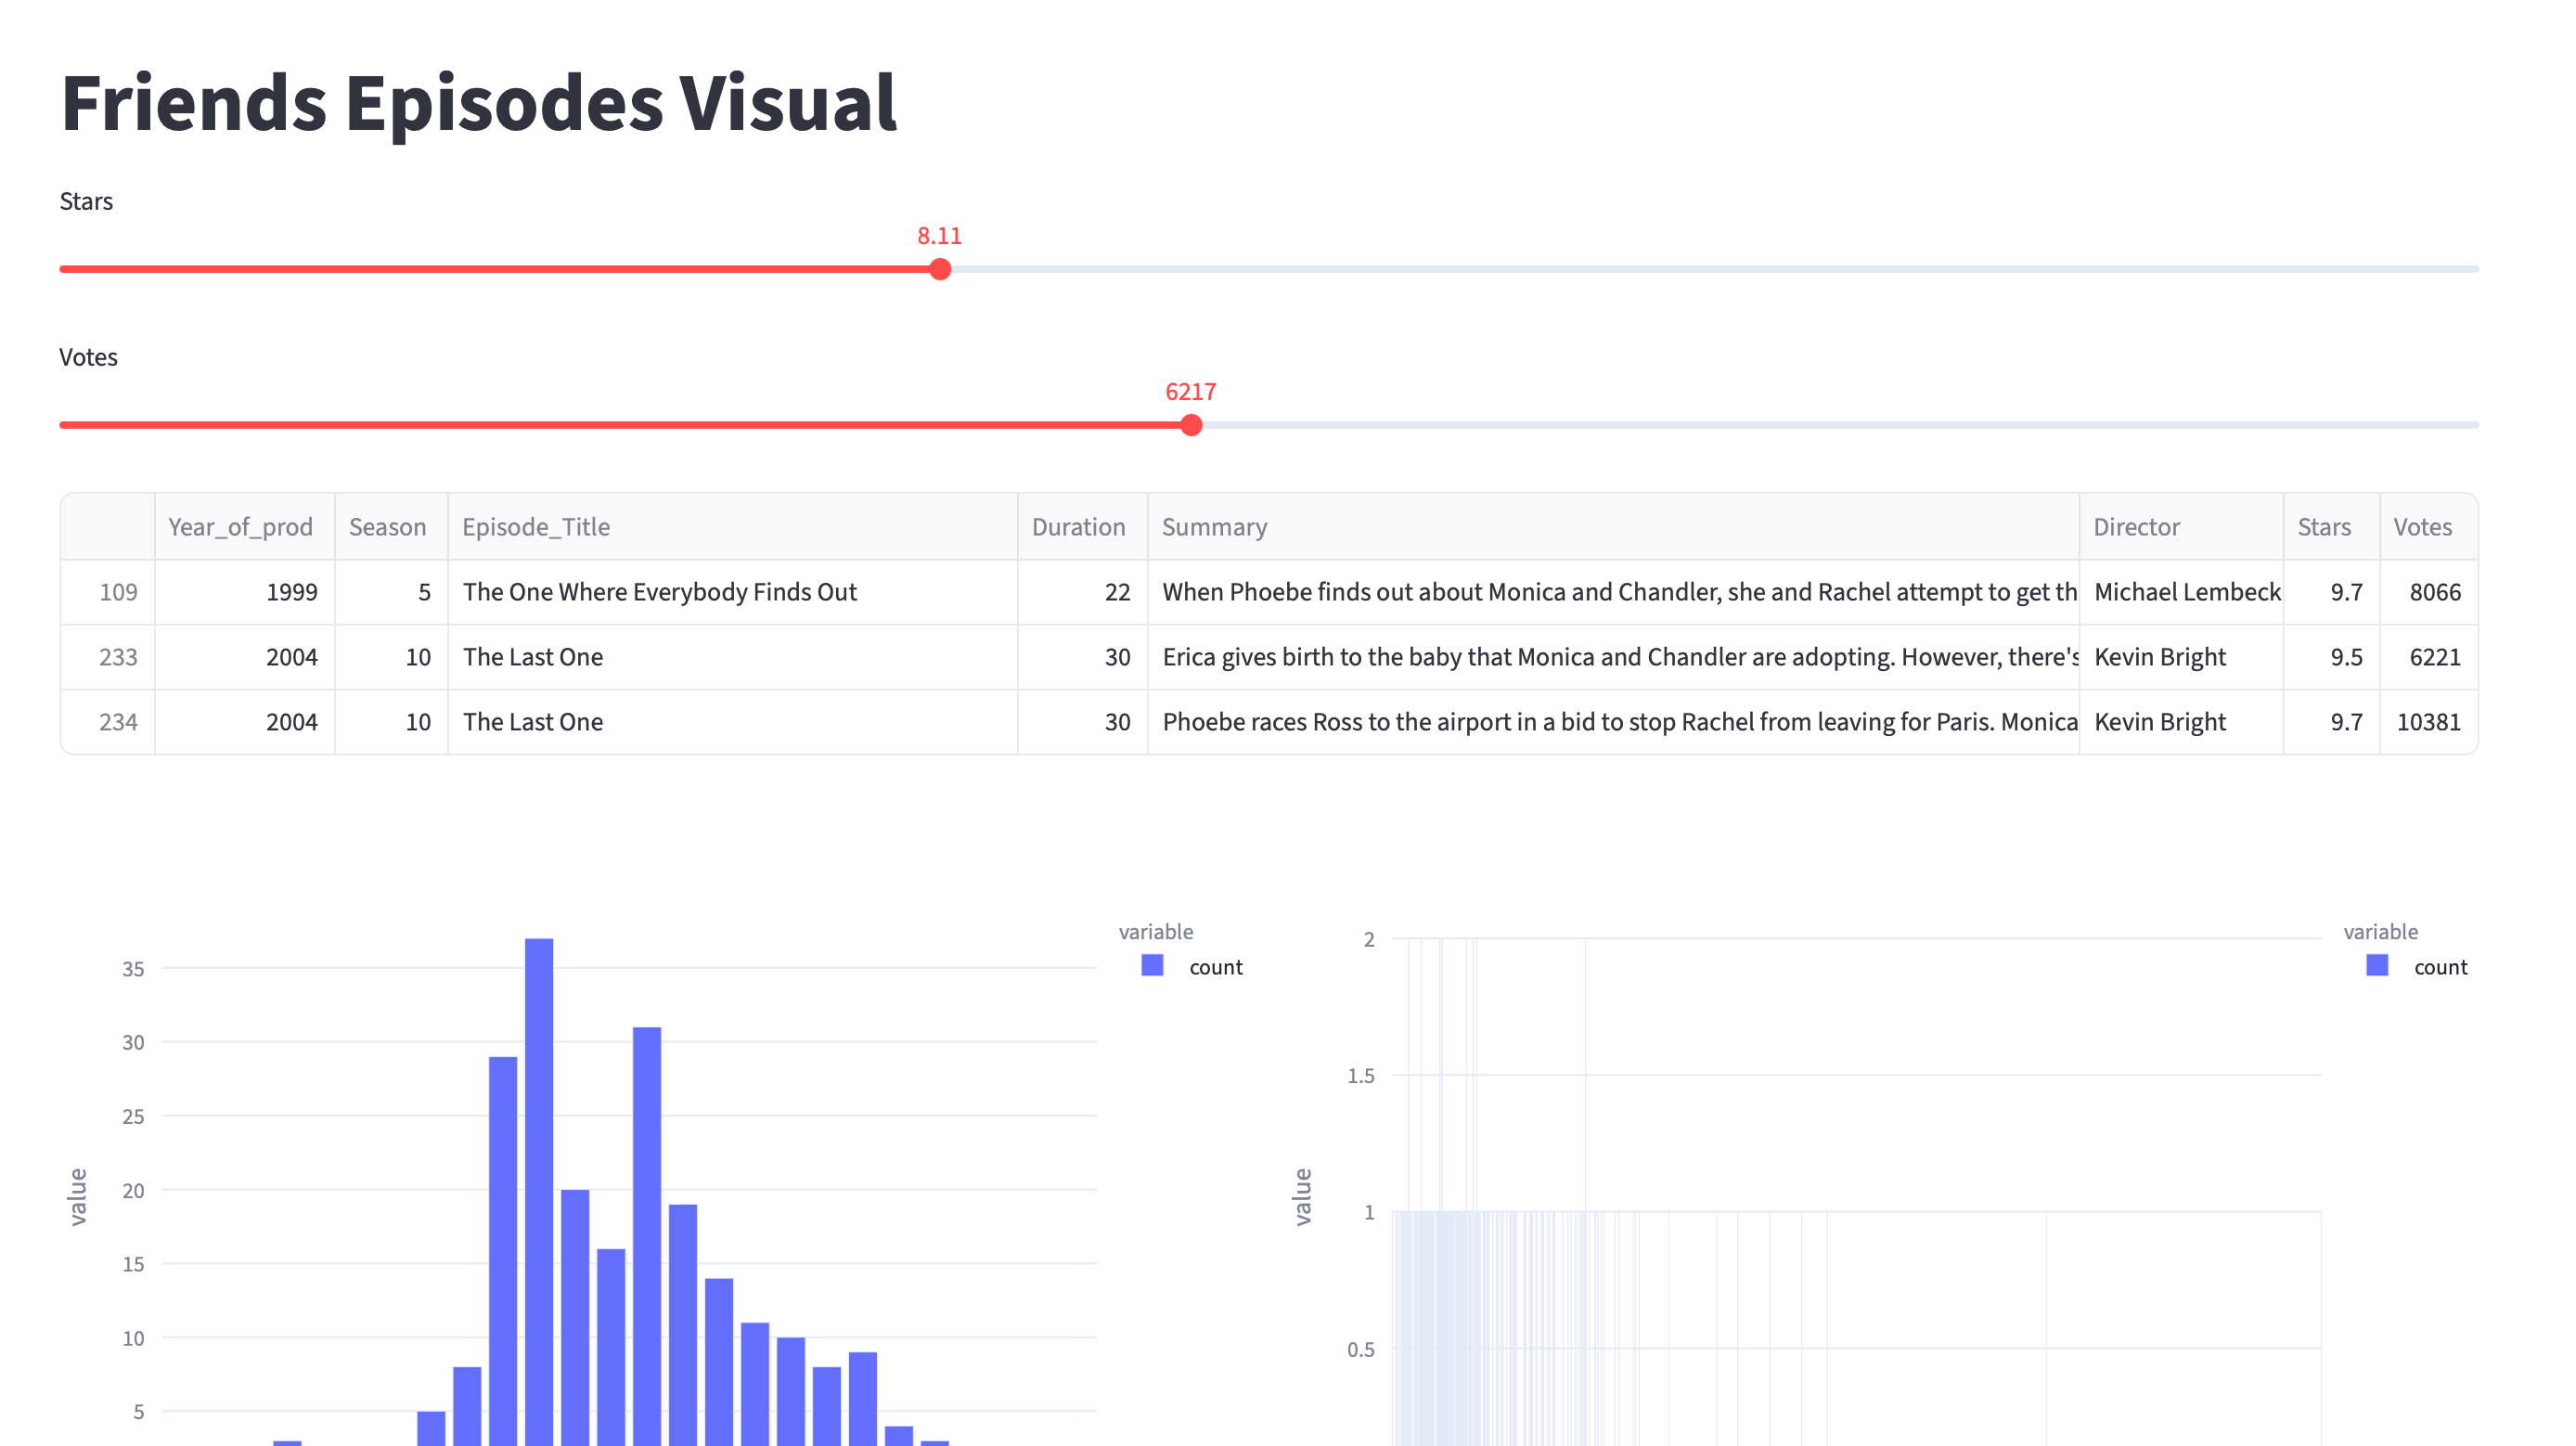 Friends Episodes Visual
Stars
8.11
Votes
6217
Year_of_prod Season Episode_Title Duration Summary Director Stars Votes
109 1999 5 The One Where Everybody Finds Out 22 When Phoebe finds out about Monica and Chandler, she and Rachel attempt to get th Michael Lembeck 9.7 8066
233 2004 10 The Last One 30 Erica gives birth to the baby that Monica and Chandler are adopting. However, there's Kevin Bright 9.5 6221
234 2004 10 The Last One 30 Phoebe races Ross to the airport in a bid to stop Rachel from leaving for Paris. Monica Kevin Bright 9.7 10381
variable
count
35
30
25
20
15
10
5
value
variable
count
2
1.5
1
0.5
value